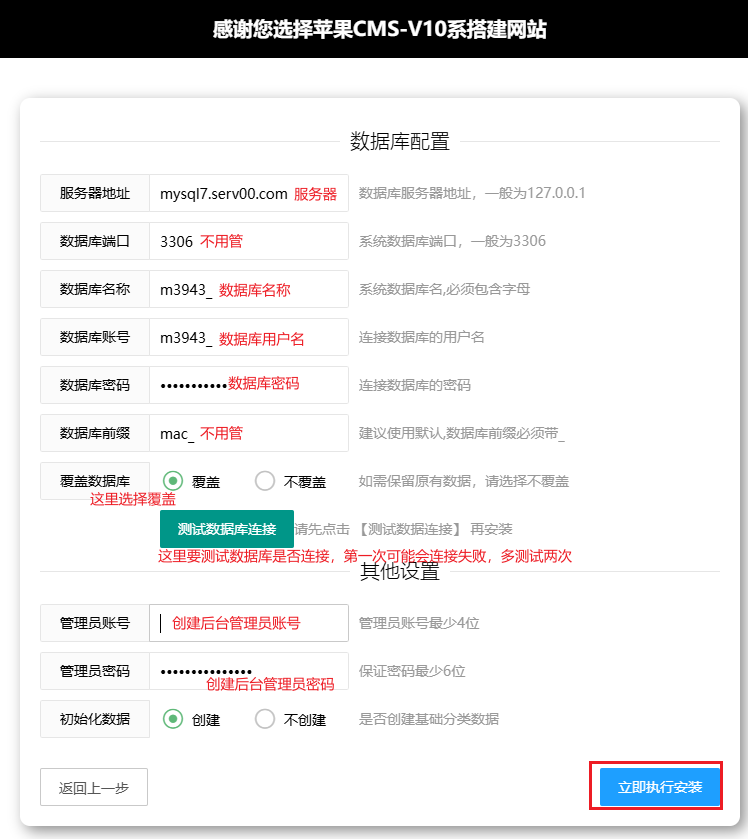 感谢您选择苹果CMS-V10系搭建网站
数据库配置
服务器地址 mysql7.serv00.com 服务器 数据库服务器地址，一般为127.0.0.1
数据库端口 3306 不用管 系统数据库端口，一般为3306
数据库名称 m3943_ 数据库名称 系统数据库名,必须包含字母
数据库账号 m3943_ 数据库用户名 连接数据库的用户名
数据库密码 ••••••••••• 数据库密码 连接数据库的密码
数据库前缀 mac_ 不用管 建议使用默认,数据库前缀必须带_
覆盖数据库 覆盖 不覆盖 如需保留原有数据，请选择不覆盖
这里选择覆盖
测试数据库连接 请先点击 【测试数据连接】 再安装
这里要测试数据库是否连接，第一次可能会连接失败，多测试两次
其他设置
管理员账号 创建后台管理员账号 管理员账号最少4位
管理员密码 ••••••••••••••• 保证密码最少6位
创建后台管理员密码
初始化数据 创建 不创建 是否创建基础分类数据
返回上一步 立即执行安装